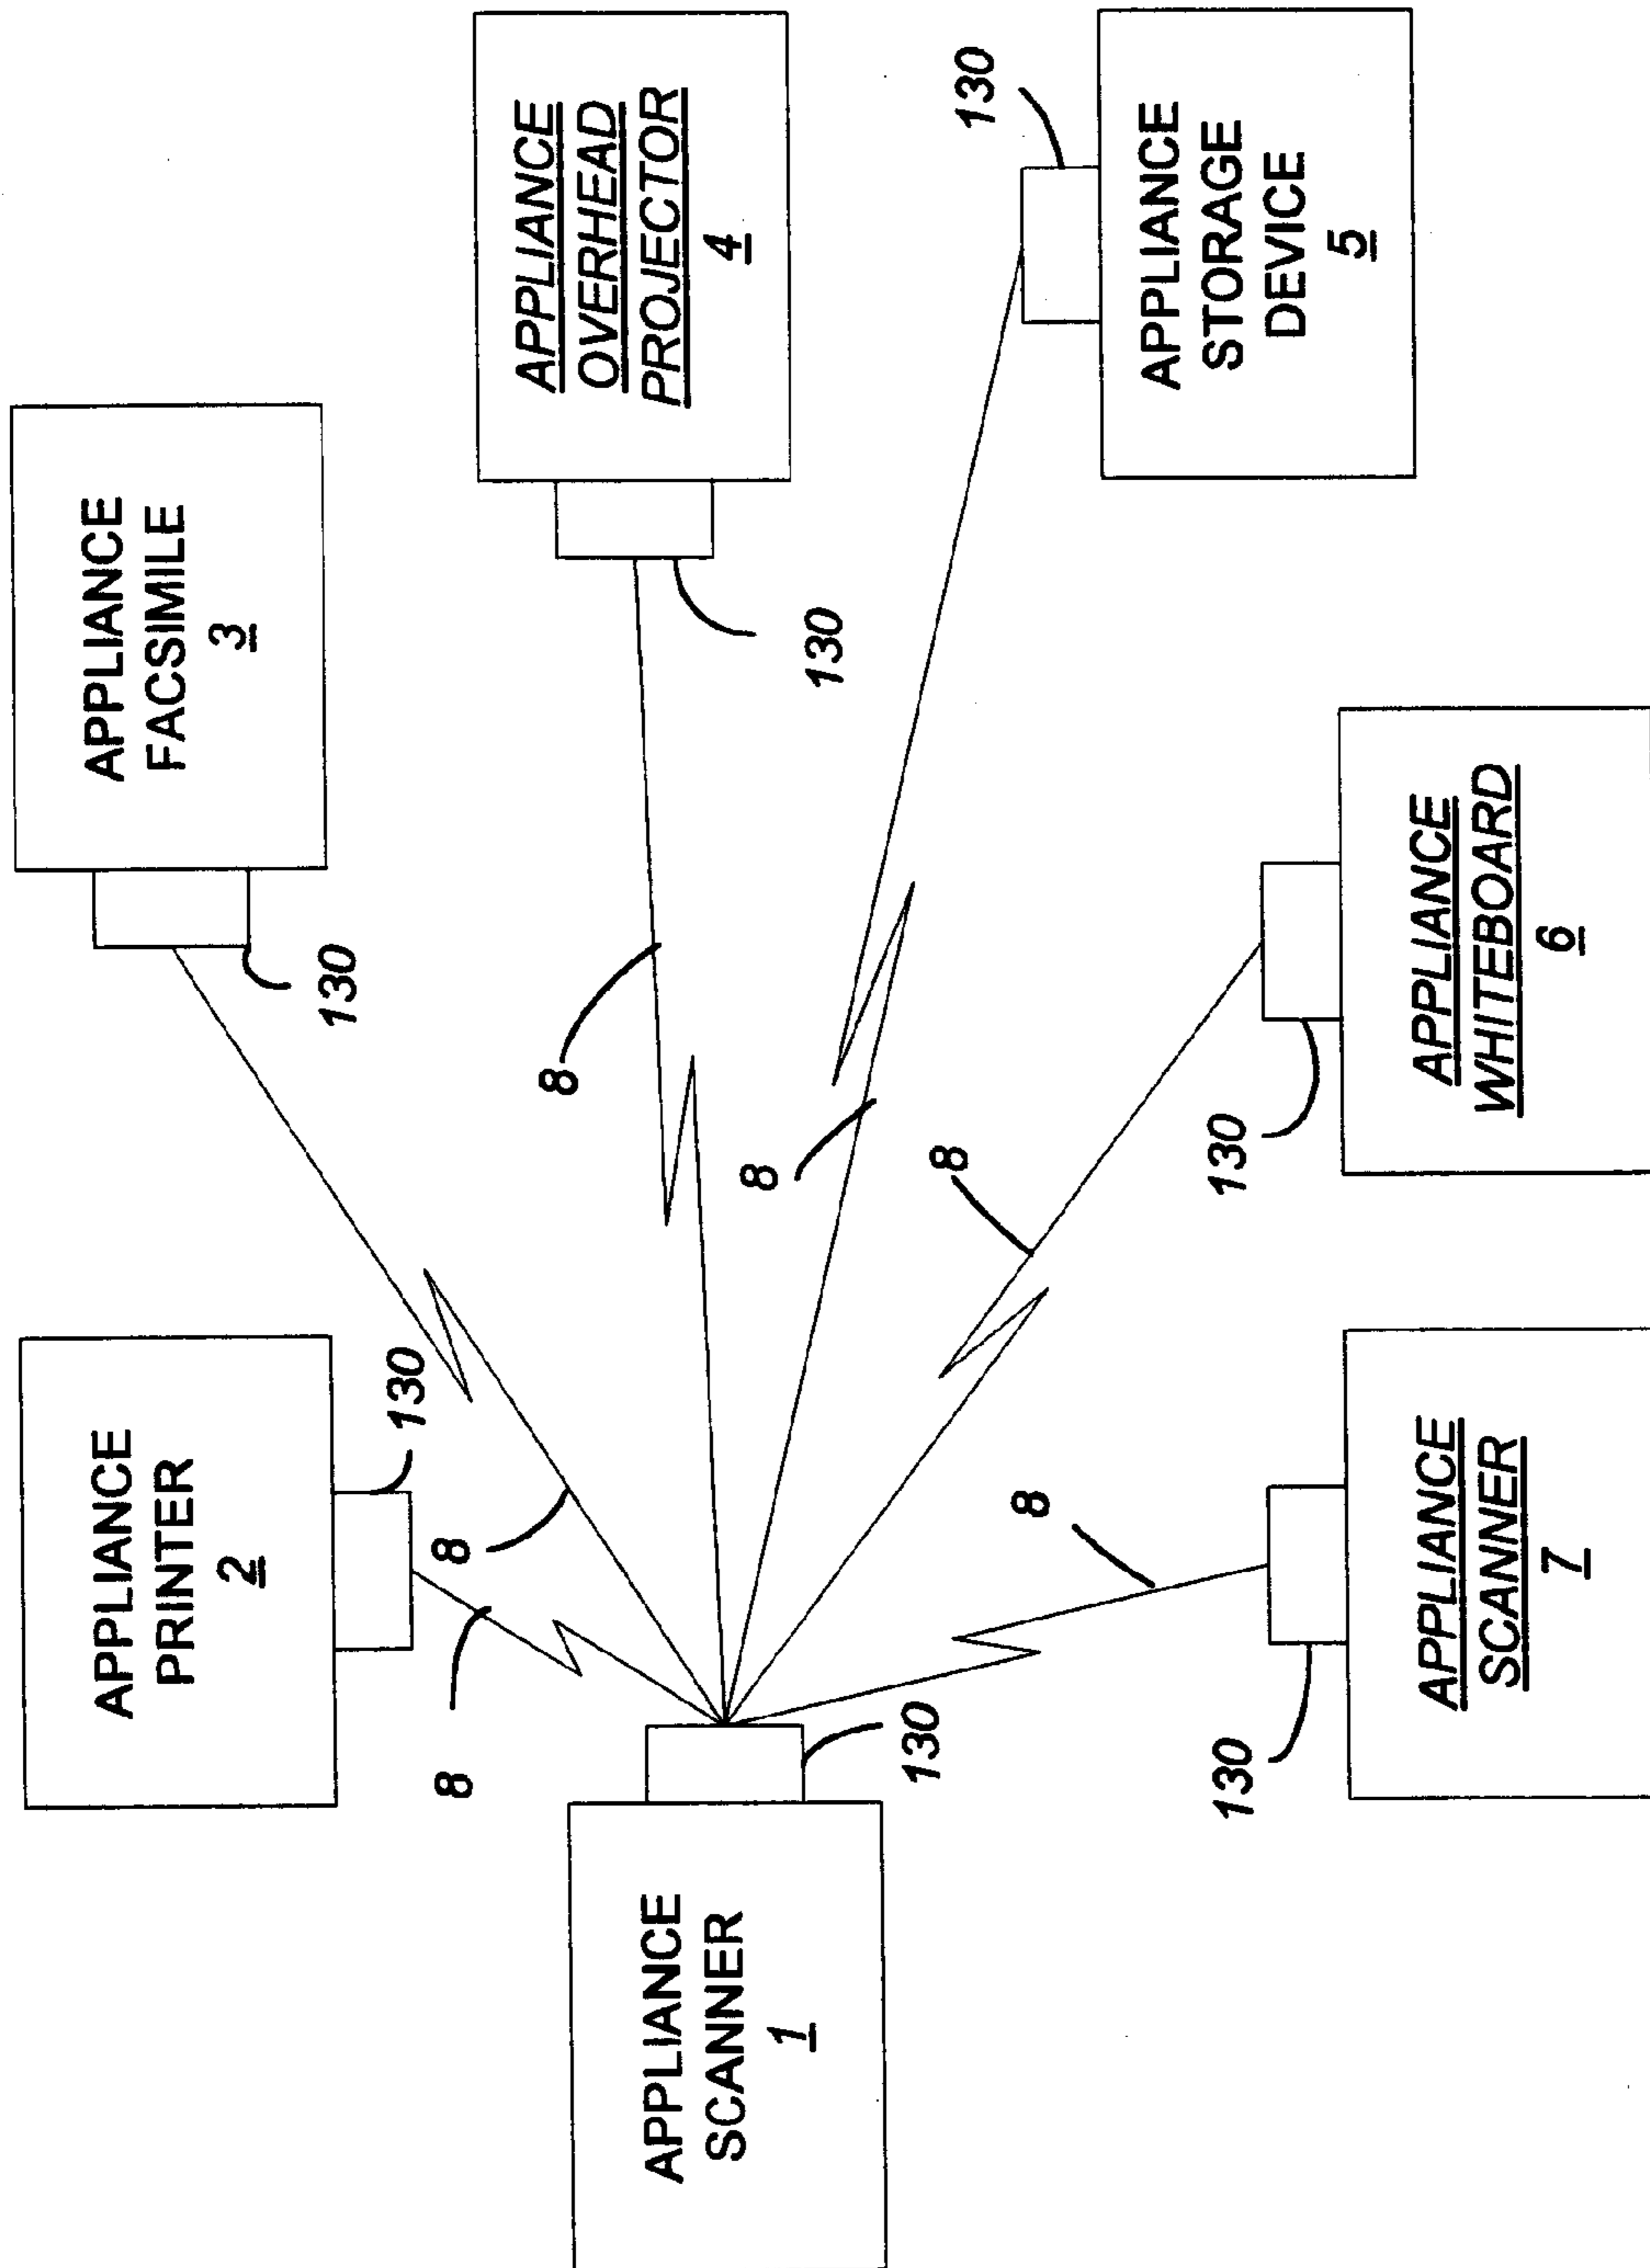 APPLIANCE
PRINTER
2
APPLIANCE
FACSIMILE
3
130
130
8
8
APPLIANCE
OVERHEAD
PROJECTOR
4
8
APPLIANCE
SCANNER
1
8
130
130
8
130
8
APPLIANCE
STORAGE
DEVICE
5
130
130
APPLIANCE
SCANNER
7
APPLIANCE
WHITEBOARD
6